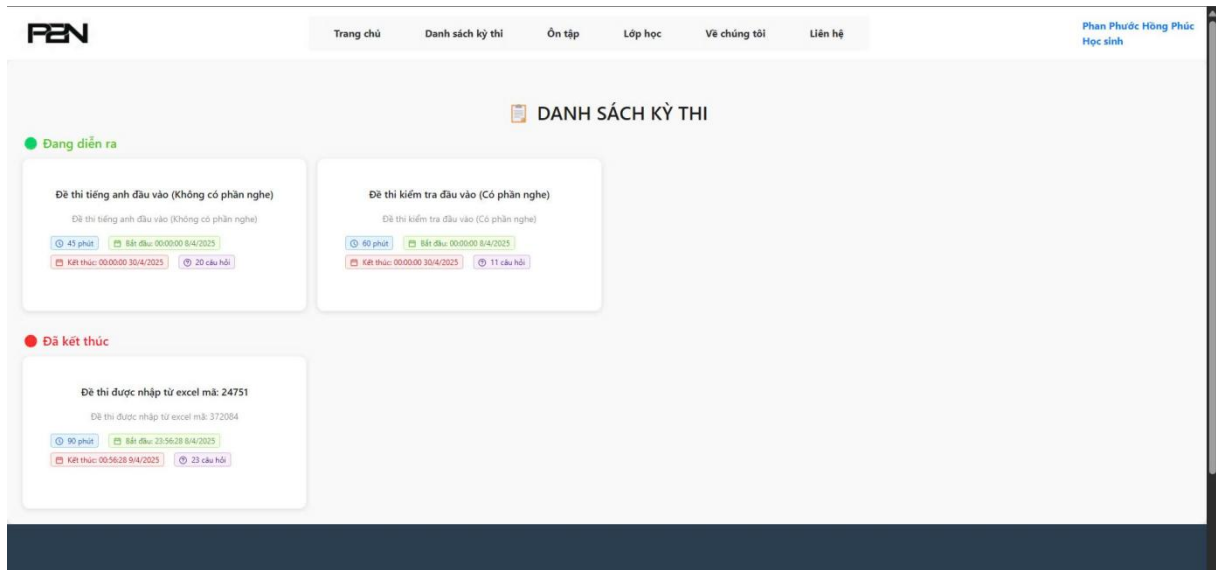 PEN
Trang chủ
Danh sách kỳ thi
Ôn tập
Lớp học
Về chúng tôi
Liên hệ
Phan Phước Hồng Phúc
Học sinh
DANH SÁCH KỲ THI
Đang diễn ra
Đề thi tiếng anh đầu vào (Không có phần nghe)
Đề thi tiếng anh đầu vào (Không có phần nghe)
45 phút
Bắt đầu: 00:00:00 8/4/2025
Kết thúc: 00:00:00 30/4/2025
20 câu hỏi
Đề thi kiểm tra đầu vào (Có phần nghe)
Đề thi kiểm tra đầu vào (Có phần nghe)
60 phút
Bắt đầu: 00:00:00 8/4/2025
Kết thúc: 00:00:00 30/4/2025
11 câu hỏi
Đã kết thúc
Đề thi được nhập từ excel mã: 24751
Đề thi được nhập từ excel mã: 372084
90 phút
Bắt đầu: 23:56:28 8/4/2025
Kết thúc: 00:56:28 9/4/2025
23 câu hỏi